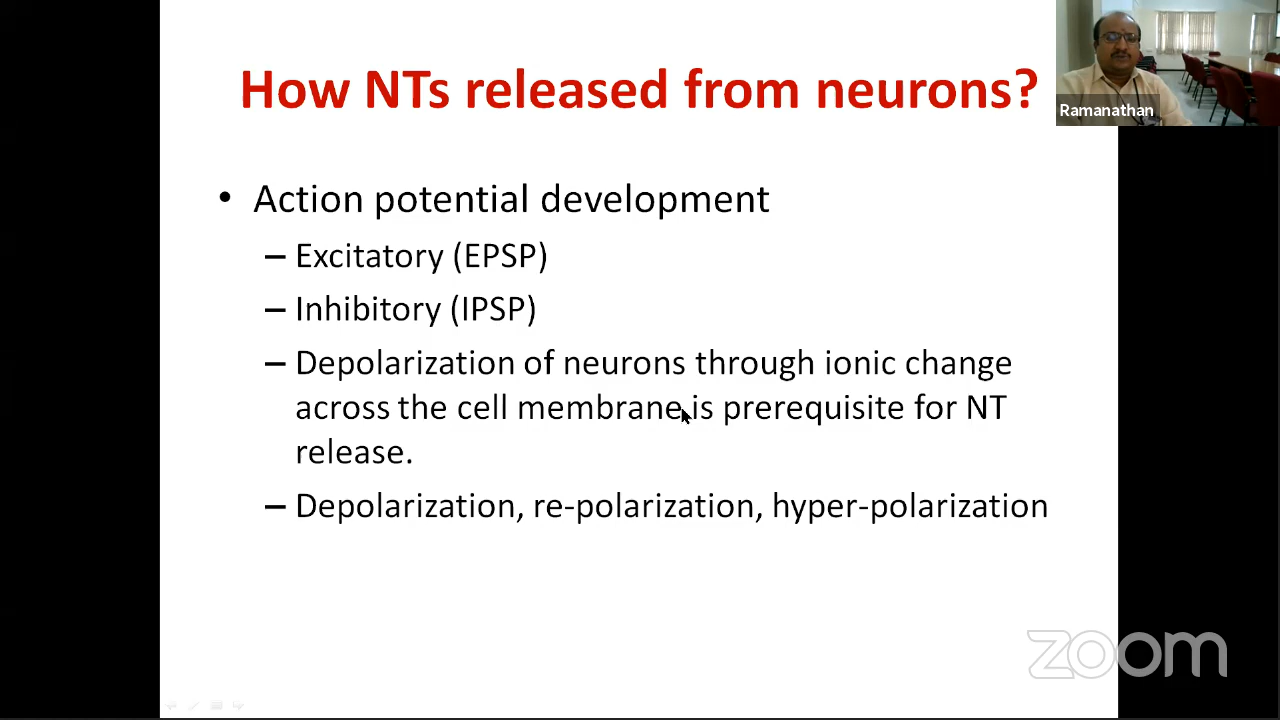 How NTs released from neurons?
Ramanathan
• Action potential development
– Excitatory (EPSP)
– Inhibitory (IPSP)
– Depolarization of neurons through ionic change
across the cell membrane is prerequisite for NT
release.
– Depolarization, re-polarization, hyper-polarization
zoom